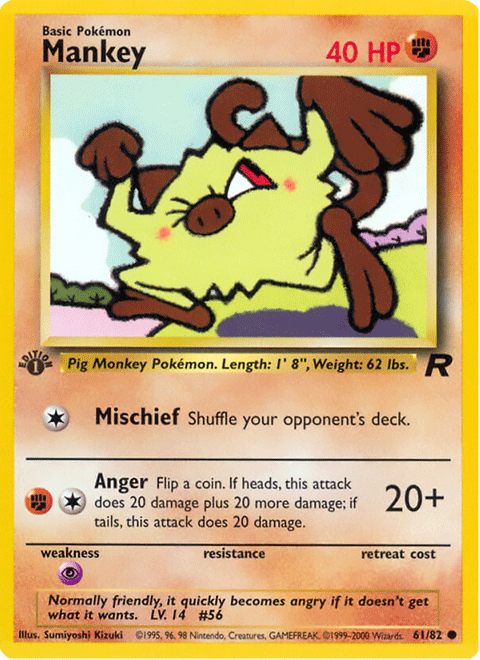 Basic Pokémon
Mankey
40 HP
EDITION
1
Pig Monkey Pokémon. Length: 1' 8", Weight: 62 lbs.
R
Mischief Shuffle your opponent's deck.
Anger Flip a coin. If heads, this attack
does 20 damage plus 20 more damage; if
tails, this attack does 20 damage.
20+
weakness
resistance
retreat cost
Normally friendly, it quickly becomes angry if it doesn't get
what it wants. LV. 14 #56
Illus. Sumiyoshi Kizuki ©1995, 96, 98 Nintendo, Creatures, GAMEFREAK. ©1999-2000 Wizards. 61/82